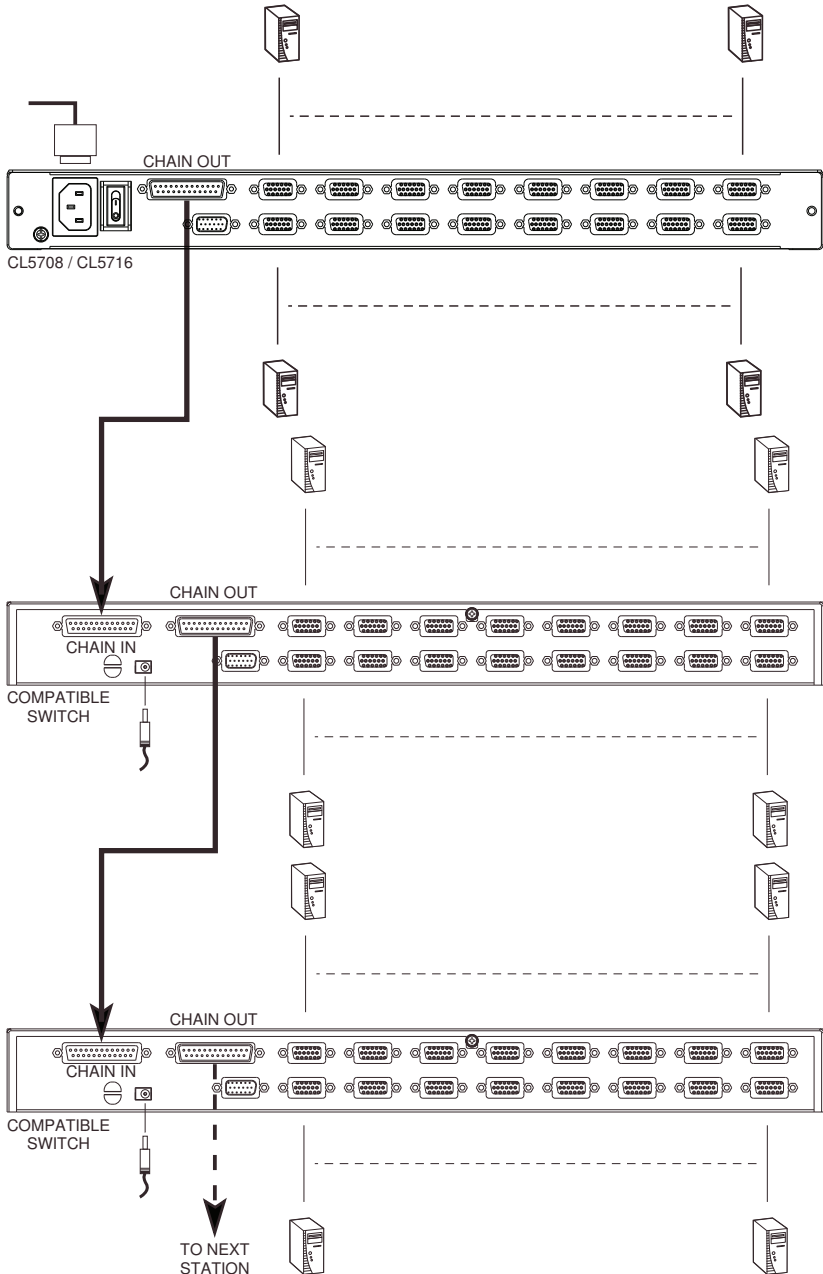 CHAIN OUT
CL5708 / CL5716
CHAIN OUT
CHAIN IN
COMPATIBLE
SWITCH
CHAIN OUT
CHAIN IN
COMPATIBLE
SWITCH
TO NEXT
STATION